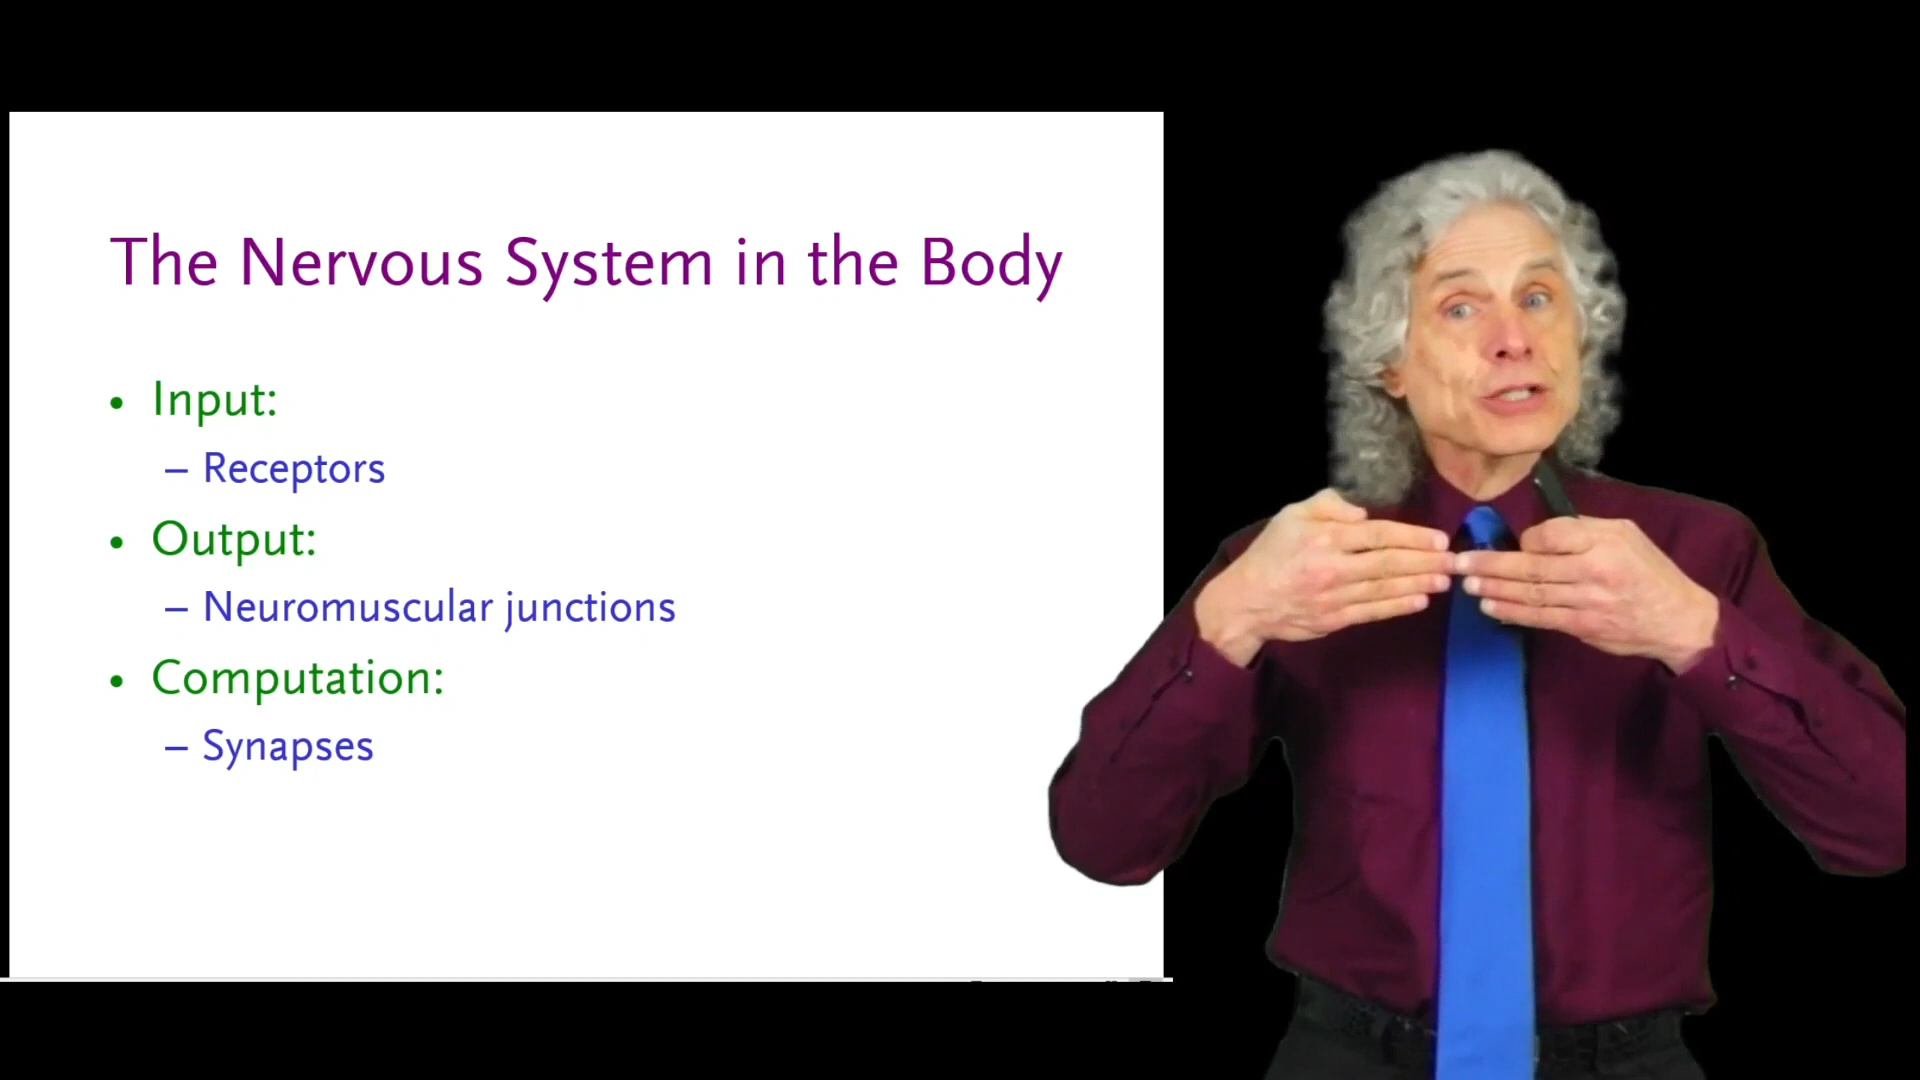 The Nervous System in the Body
• Input:
– Receptors
• Output:
– Neuromuscular junctions
• Computation:
– Synapses